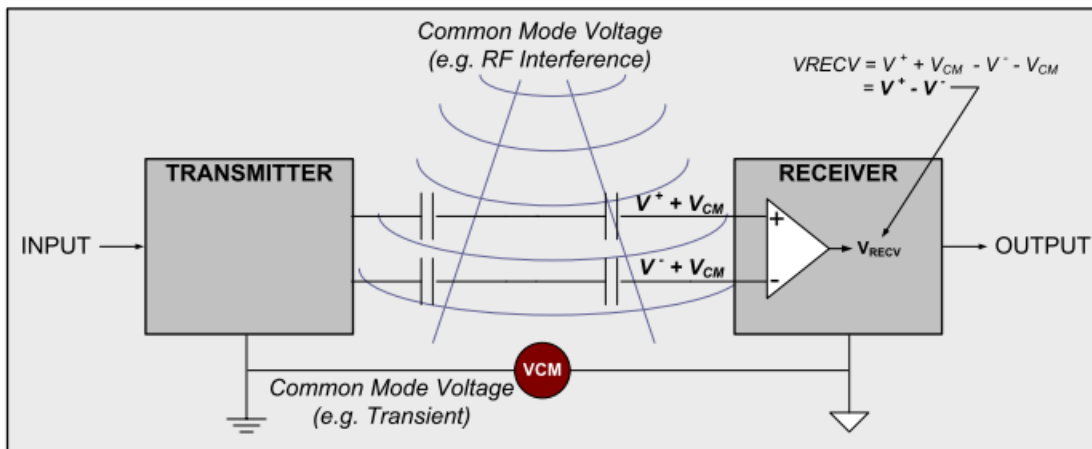 Common Mode Voltage
(e.g. RF Interference)
VRECV = V⁺ + V_CM - V⁻ - V_CM
= V⁺ - V⁻
TRANSMITTER
RECEIVER
V⁺ + V_CM
+
INPUT
V_RECV
OUTPUT
V⁻ + V_CM
-
VCM
Common Mode Voltage
(e.g. Transient)